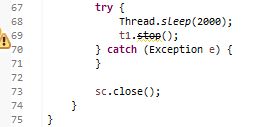 67 try {
68 Thread.sleep(2000);
69 t1.stop();
70 } catch (Exception e) {
71 }
72
73 sc.close();
74 }
75 }